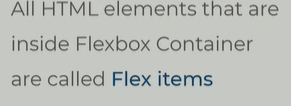 All HTML elements that are
inside Flexbox Container
are called Flex items